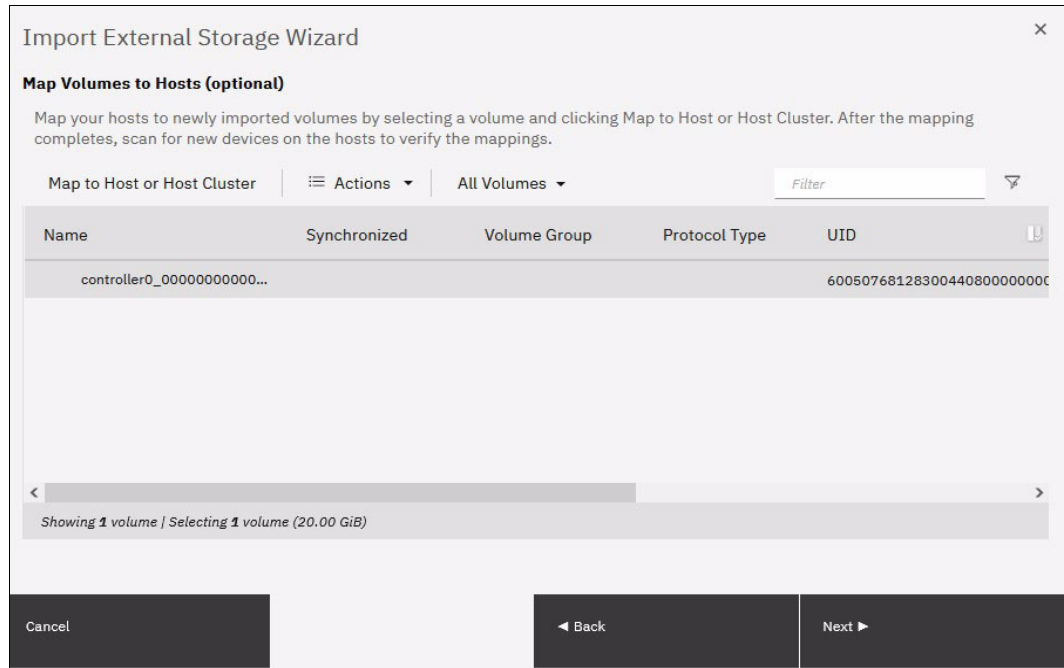 Import External Storage Wizard
Map Volumes to Hosts (optional)
Map your hosts to newly imported volumes by selecting a volume and clicking Map to Host or Host Cluster. After the mapping
completes, scan for new devices on the hosts to verify the mappings.
Map to Host or Host Cluster Actions All Volumes Filter
Name Synchronized Volume Group Protocol Type UID
controller0_00000000000... 60050768128300440800000000
Showing 1 volume | Selecting 1 volume (20.00 GiB)
Cancel Back Next